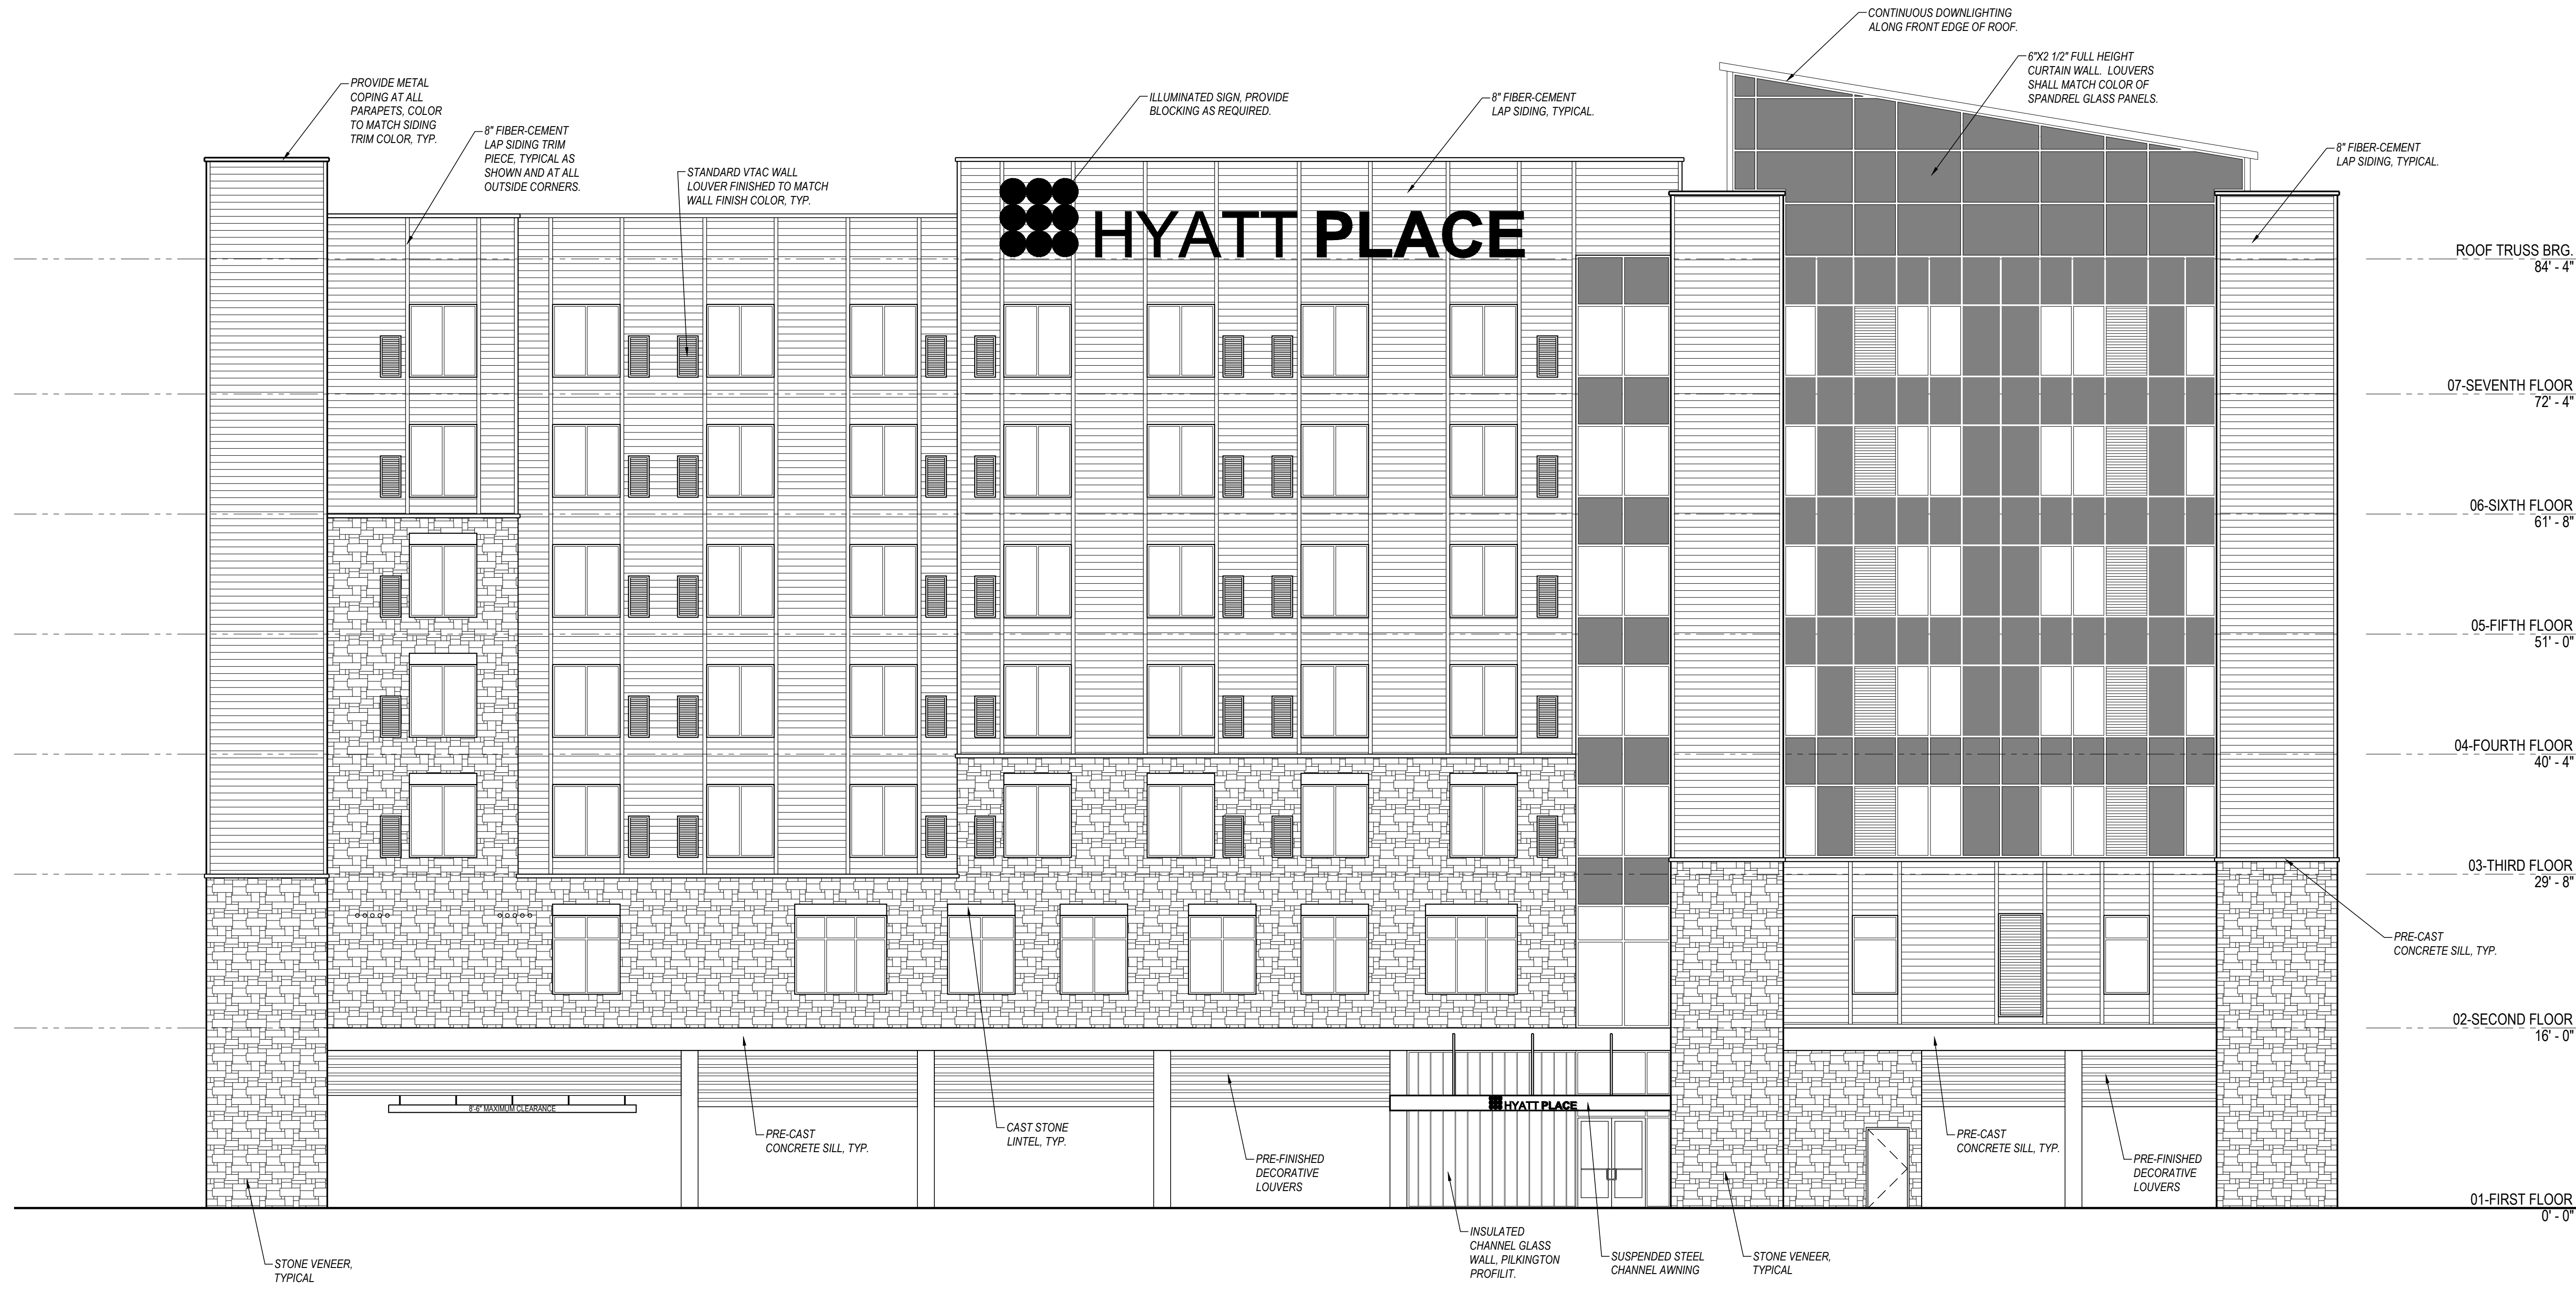 CONTINUOUS DOWNLIGHTING
ALONG FRONT EDGE OF ROOF.
6"X2 1/2" FULL HEIGHT
CURTAIN WALL. LOUVERS
SHALL MATCH COLOR OF
SPANDREL GLASS PANELS.
PROVIDE METAL
COPING AT ALL
PARAPETS, COLOR
TO MATCH SIDING
TRIM COLOR, TYP.
8" FIBER-CEMENT
LAP SIDING TRIM
PIECE, TYPICAL AS
SHOWN AND AT ALL
OUTSIDE CORNERS.
STANDARD VTAC WALL
LOUVER FINISHED TO MATCH
WALL FINISH COLOR, TYP.
ILLUMINATED SIGN, PROVIDE
BLOCKING AS REQUIRED.
8" FIBER-CEMENT
LAP SIDING, TYPICAL.
8" FIBER-CEMENT
LAP SIDING, TYPICAL.
HYATT PLACE
ROOF TRUSS BRG.
84' - 4"
07-SEVENTH FLOOR
72' - 4"
06-SIXTH FLOOR
61' - 8"
05-FIFTH FLOOR
51' - 0"
04-FOURTH FLOOR
40' - 4"
03-THIRD FLOOR
29' - 8"
PRE-CAST
CONCRETE SILL, TYP.
02-SECOND FLOOR
16' - 0"
8'-6" MAXIMUM CLEARANCE
HYATT PLACE
PRE-CAST
CONCRETE SILL, TYP.
CAST STONE
LINTEL, TYP.
PRE-FINISHED
DECORATIVE
LOUVERS
PRE-CAST
CONCRETE SILL, TYP.
PRE-FINISHED
DECORATIVE
LOUVERS
01-FIRST FLOOR
0' - 0"
STONE VENEER,
TYPICAL
INSULATED
CHANNEL GLASS
WALL, PILKINGTON
PROFILIT.
SUSPENDED STEEL
CHANNEL AWNING
STONE VENEER,
TYPICAL